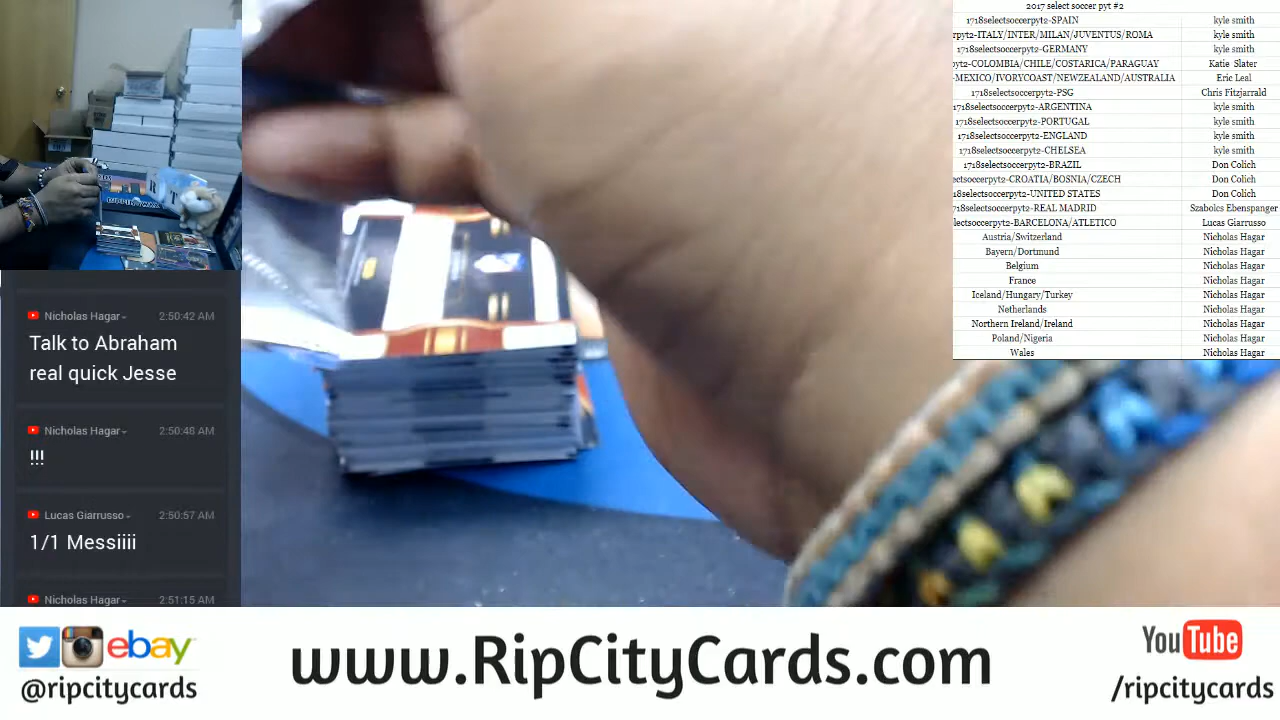 2017 select soccer pyt #2
1718selectsoccerpyt2-SPAIN kyle smith
rpyt2-ITALY/INTER/MILAN/JUVENTUS/ROMA kyle smith
1718selectsoccerpyt2-GERMANY kyle smith
pyt2-COLOMBIA/CHILE/COSTARICA/PARAGUAY Katie Slater
-MEXICO/IVORYCOAST/NEWZEALAND/AUSTRALIA Eric Leal
1718selectsoccerpyt2-PSG Chris Fitzjarrald
1718selectsoccerpyt2-ARGENTINA kyle smith
1718selectsoccerpyt2-PORTUGAL kyle smith
1718selectsoccerpyt2-ENGLAND kyle smith
1718selectsoccerpyt2-CHELSEA kyle smith
1718selectsoccerpyt2-BRAZIL Don Colich
ectsoccerpyt2-CROATIA/BOSNIA/CZECH Don Colich
18selectsoccerpyt2-UNITED STATES Don Colich
718selectsoccerpyt2-REAL MADRID Szabolcs Ebenspanger
lectsoccerpyt2-BARCELONA/ATLETICO Lucas Giarrusso
Austria/Switzerland Nicholas Hagar
Bayern/Dortmund Nicholas Hagar
Belgium Nicholas Hagar
France Nicholas Hagar
Iceland/Hungary/Turkey Nicholas Hagar
Netherlands Nicholas Hagar
Northern Ireland/Ireland Nicholas Hagar
Poland/Nigeria Nicholas Hagar
Wales Nicholas Hagar
Nicholas Hagar 2:50:42 AM
Talk to Abraham
real quick Jesse
Nicholas Hagar 2:50:48 AM
!!!
Lucas Giarrusso 2:50:57 AM
1/1 Messiiii
Nicholas Hagar 2:51:15 AM
ebay
@ripcitycards
www.RipCityCards.com
YouTube
/ripcitycards